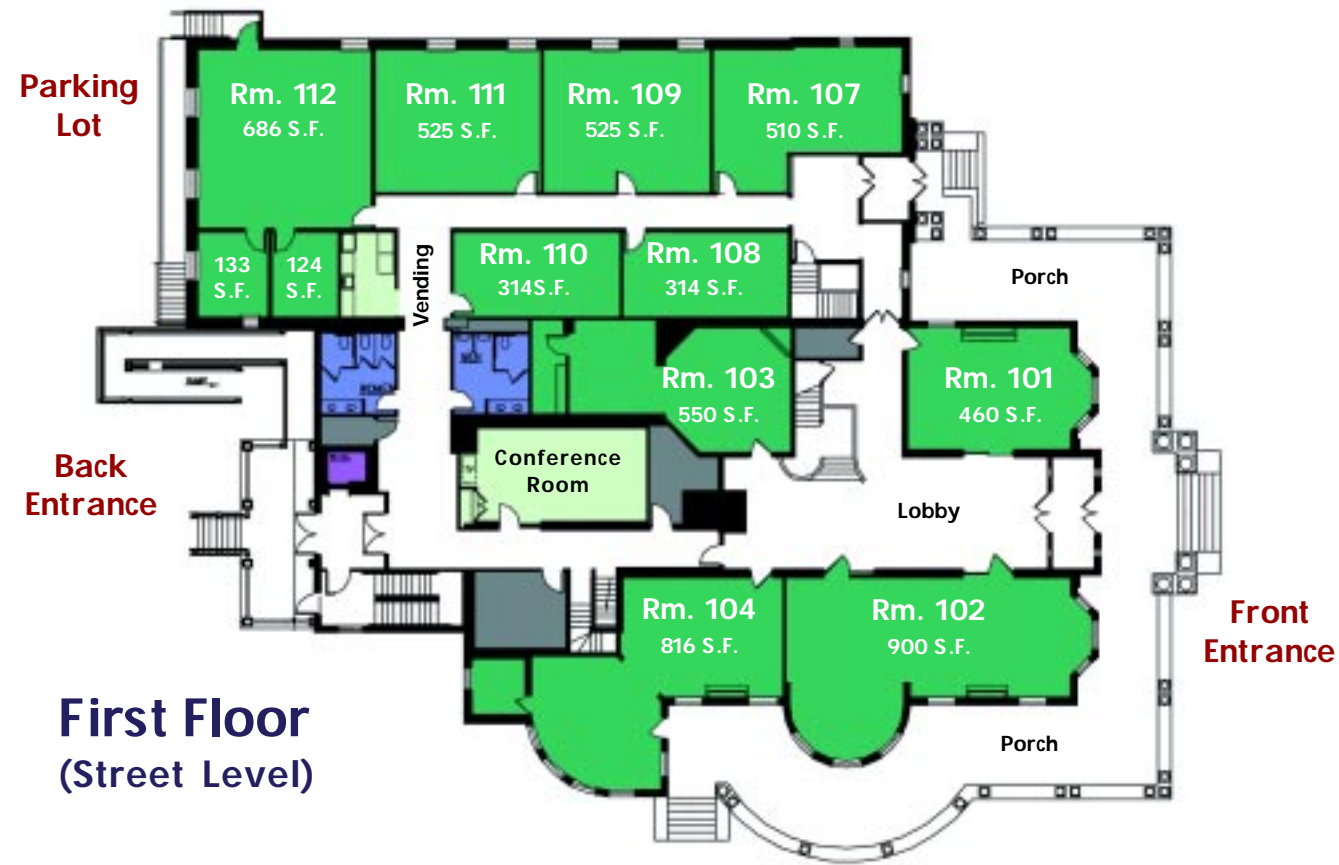 Parking
Lot
Rm. 112
686 S.F.
Rm. 111
525 S.F.
Rm. 109
525 S.F.
Rm. 107
510 S.F.
133
S.F.
124
S.F.
Vending
Rm. 110
314S.F.
Rm. 108
314 S.F.
Porch
Rm. 103
550 S.F.
Rm. 101
460 S.F.
Back
Entrance
Conference
Room
Lobby
Rm. 104
816 S.F.
Rm. 102
900 S.F.
Front
Entrance
Porch
First Floor
(Street Level)